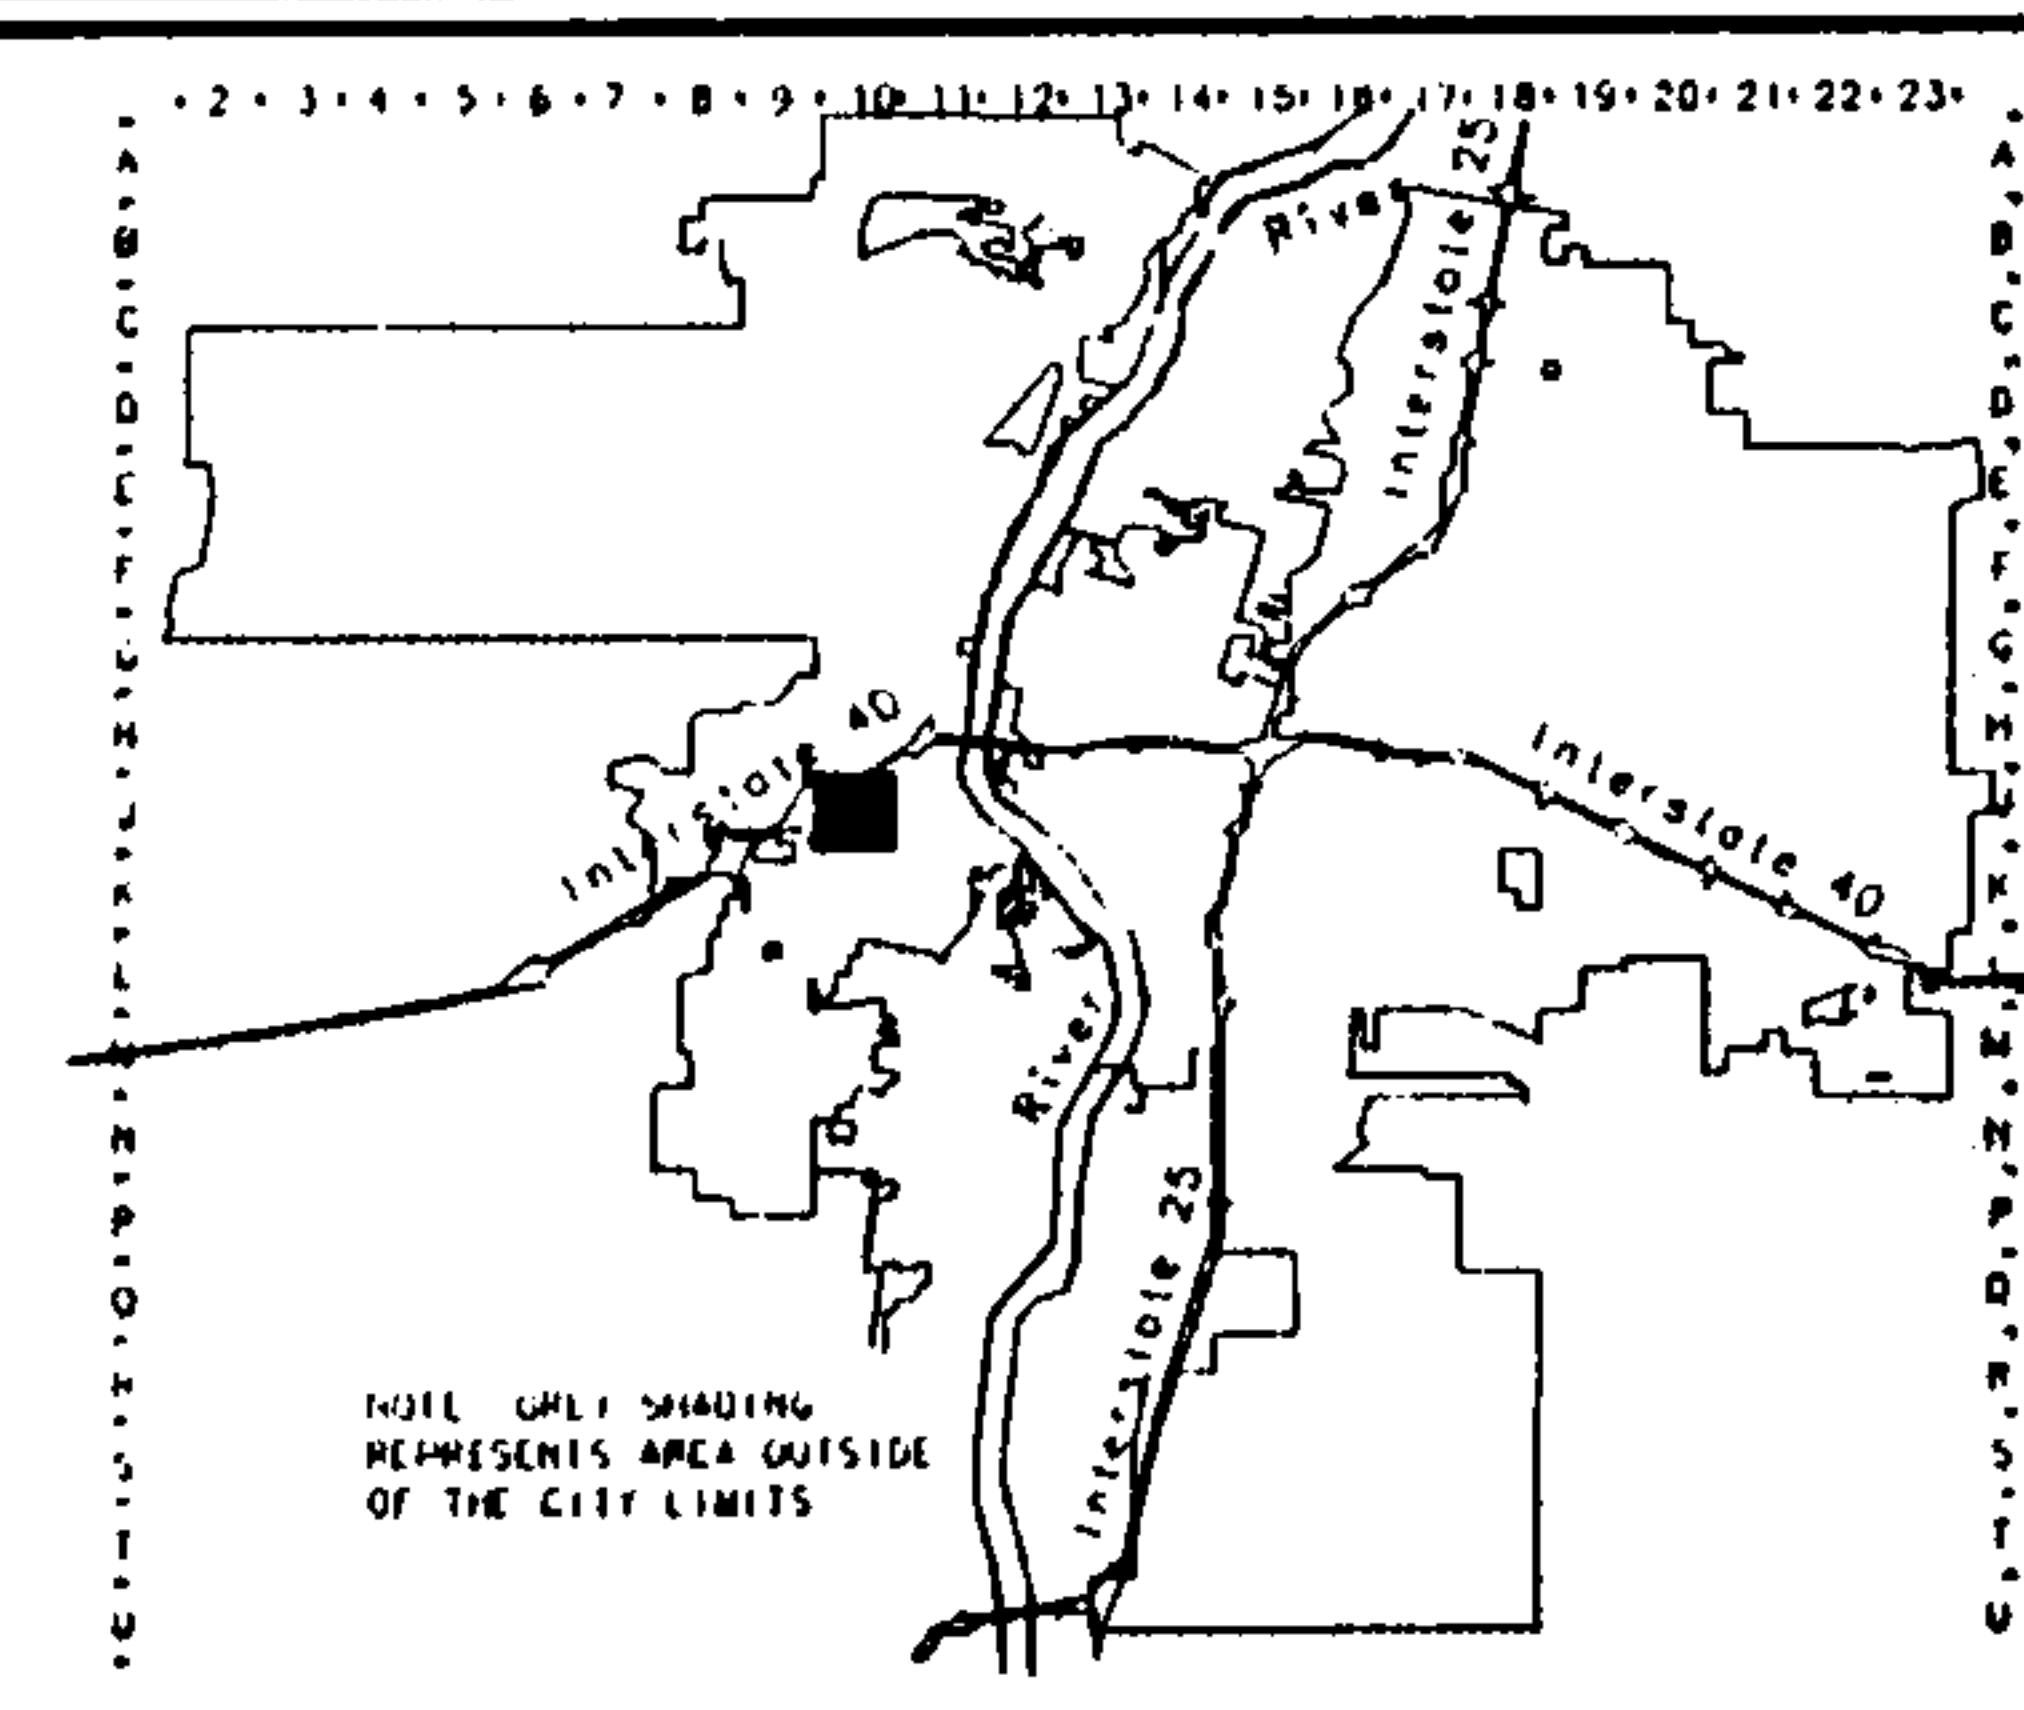 2 · 3 · 4 · 5 · 6 · 7 · 8 · 9 · 10 · 11 · 12 · 13 · 14 · 15 · 16 · 17 · 18 · 19 · 20 · 21 · 22 · 23
A
A
B
C
C
D
D
E
F
F
G
H
J
K
L
M
M
N
N
P
P
Q
R
S
S
T
T
U
U
River
Interstate 25
40
Interstate 40
River
25
NOTE GREY SHADING
REPRESENTS AREA OUTSIDE
OF THE CITY LIMITS